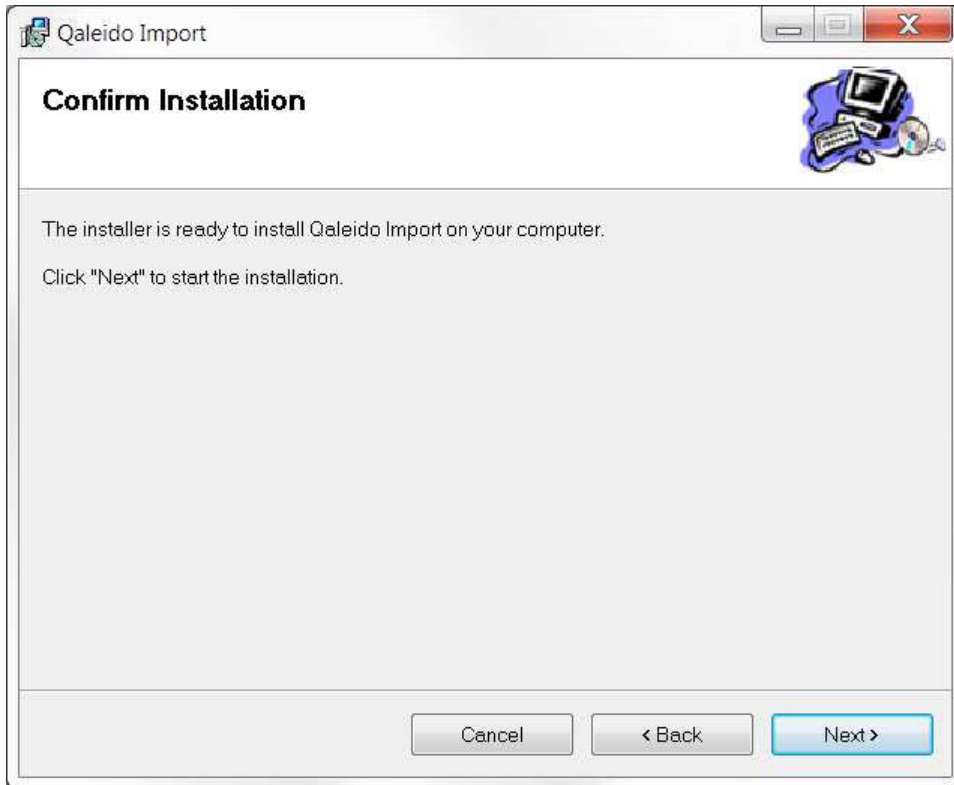 Qaleido Import
Confirm Installation
The installer is ready to install Qaleido Import on your computer.
Click "Next" to start the installation.
Cancel
< Back
Next >